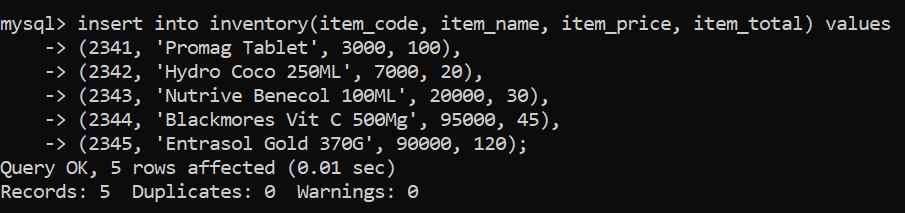 mysql> insert into inventory(item_code, item_name, item_price, item_total) values
    -> (2341, 'Promag Tablet', 3000, 100),
    -> (2342, 'Hydro Coco 250ML', 7000, 20),
    -> (2343, 'Nutrive Benecol 100ML', 20000, 30),
    -> (2344, 'Blackmores Vit C 500Mg', 95000, 45),
    -> (2345, 'Entrasol Gold 370G', 90000, 120);
Query OK, 5 rows affected (0.01 sec)
Records: 5  Duplicates: 0  Warnings: 0